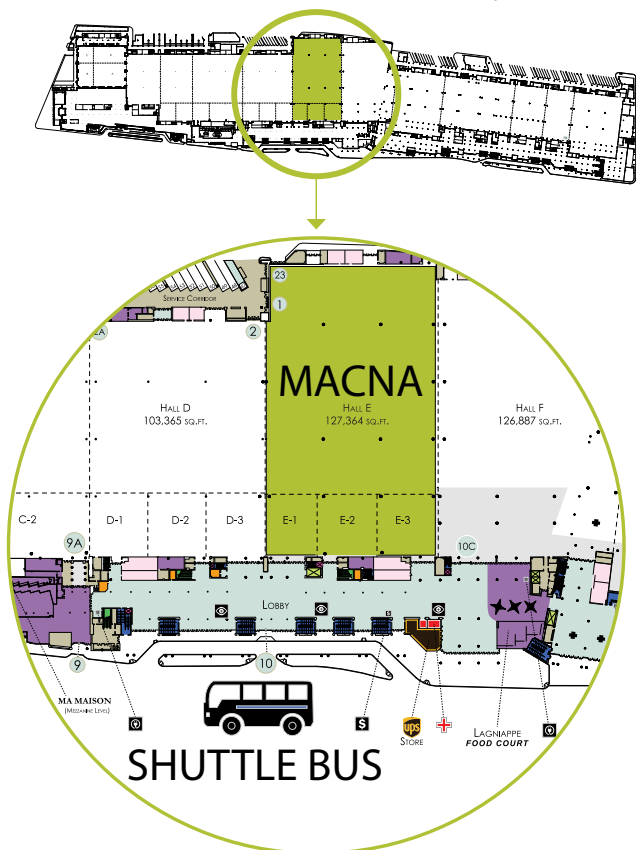 23
SERVICE CORRIDOR
1
2A
2
MACNA
HALL D
103,365 SQ.FT.
HALL E
127,364 SQ.FT.
HALL F
126,887 SQ.FT.
C-2
D-1
D-2
D-3
E-1
E-2
E-3
9A
10C
LOBBY
9
10
MA MAISON
(MEZZANINE LEVEL)
$
ups
STORE
LAGNIAPPE
FOOD COURT
SHUTTLE BUS